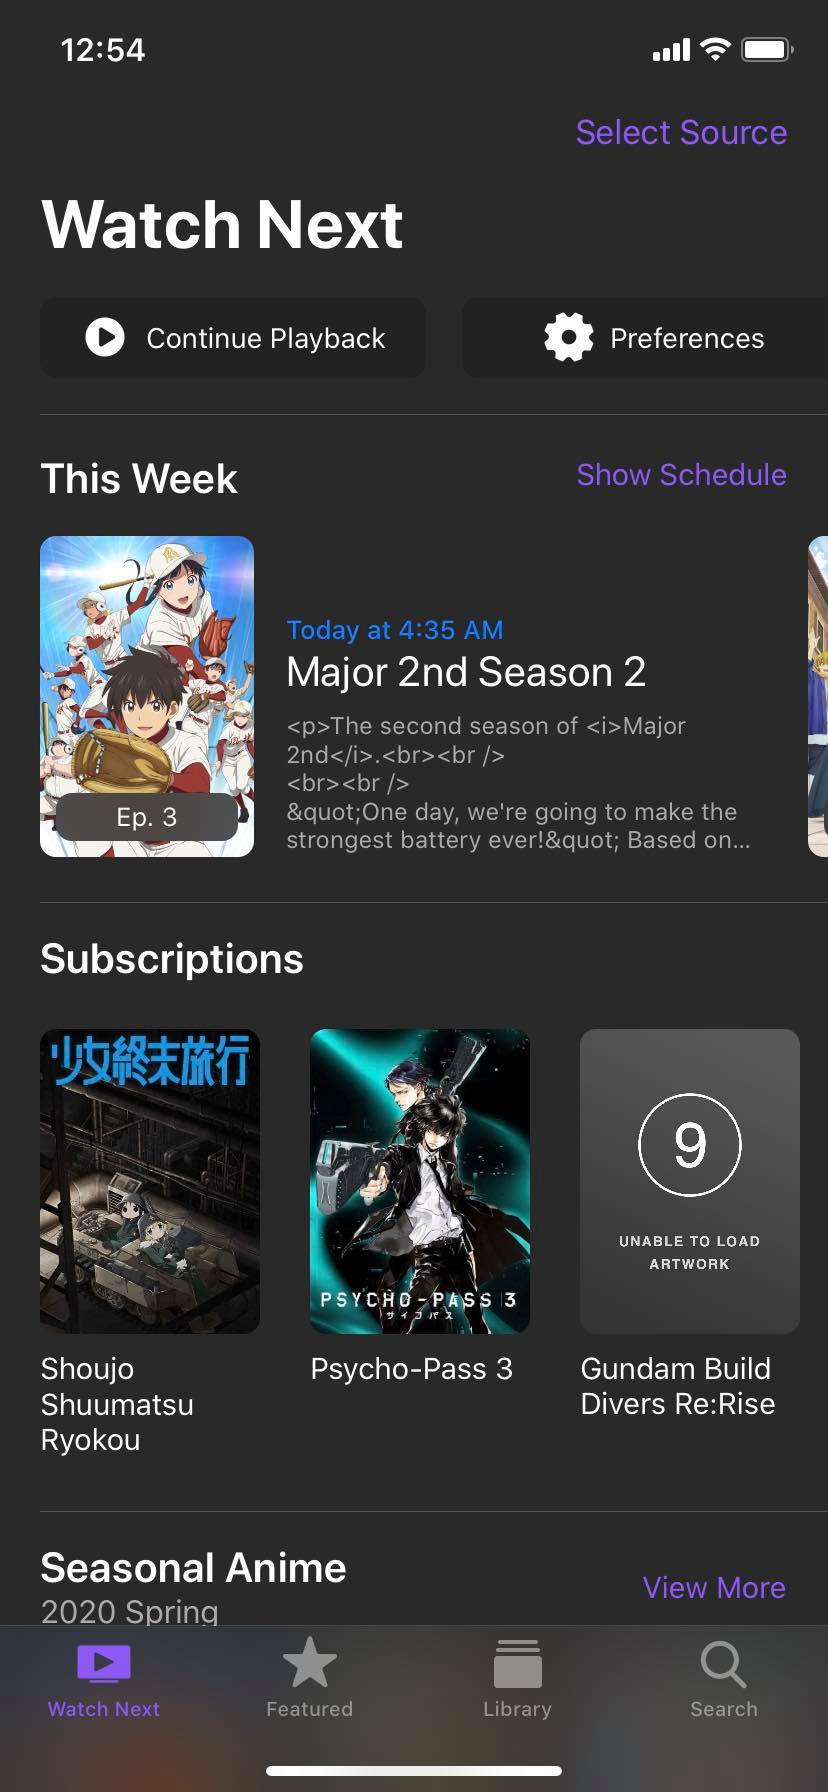 12:54
Select Source
Watch Next
Continue Playback
Preferences
This Week
Show Schedule
Today at 4:35 AM
Major 2nd Season 2
<p>The second season of <i>Major
2nd</i>.<br><br />
<br><br />
&quot;One day, we're going to make the
strongest battery ever!&quot; Based on...
Ep. 3
Subscriptions
少女終末旅行
PSYCHO-PASS 3
サイコパス
9
UNABLE TO LOAD
ARTWORK
Shoujo
Shuumatsu
Ryokou
Psycho-Pass 3
Gundam Build
Divers Re:Rise
Seasonal Anime
View More
2020 Spring
Watch Next
Featured
Library
Search